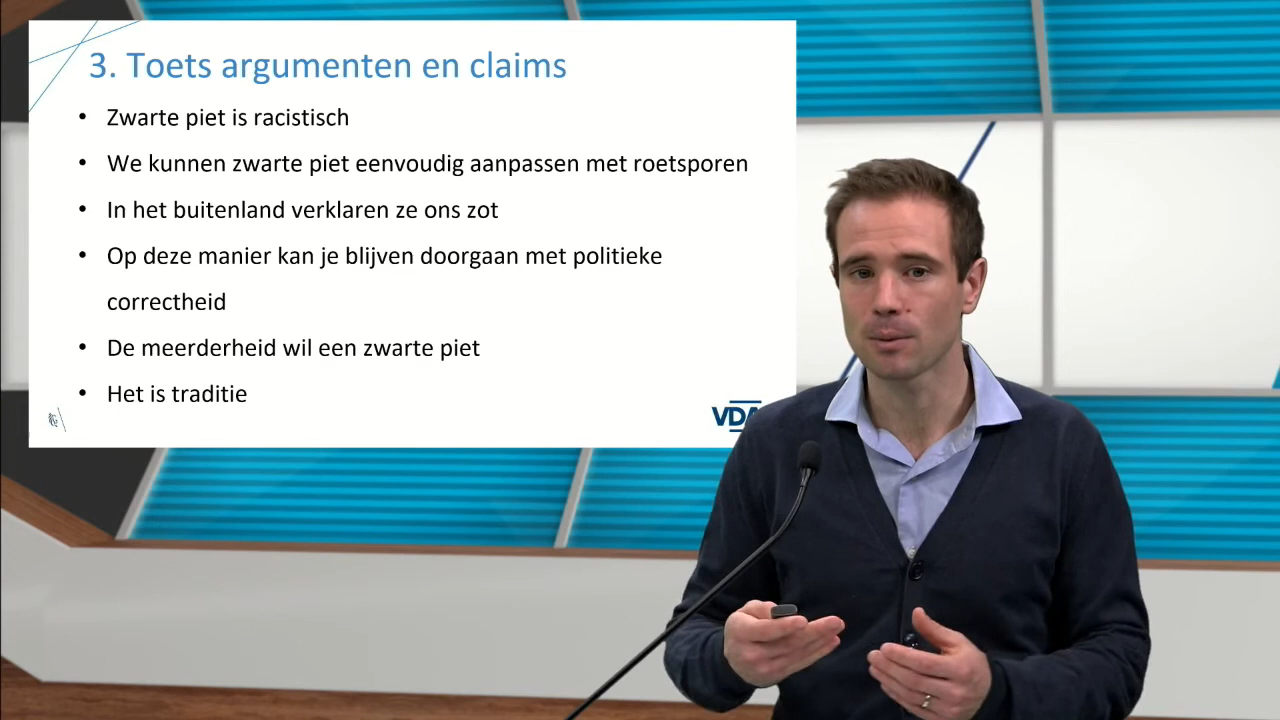 3. Toets argumenten en claims
• Zwarte piet is racistisch
• We kunnen zwarte piet eenvoudig aanpassen met roetsporen
• In het buitenland verklaren ze ons zot
• Op deze manier kan je blijven doorgaan met politieke
correctheid
• De meerderheid wil een zwarte piet
• Het is traditie
VDA